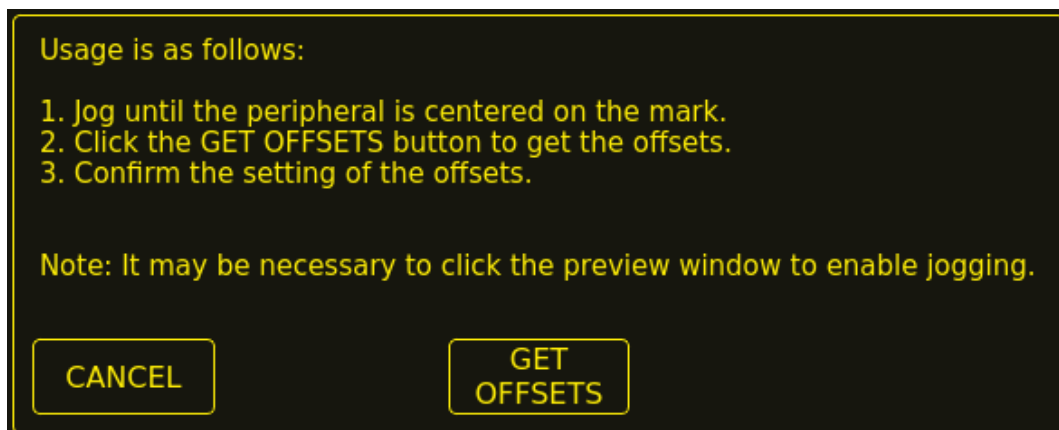 Usage is as follows:
1. Jog until the peripheral is centered on the mark.
2. Click the GET OFFSETS button to get the offsets.
3. Confirm the setting of the offsets.
Note: It may be necessary to click the preview window to enable jogging.
CANCEL
GET
OFFSETS